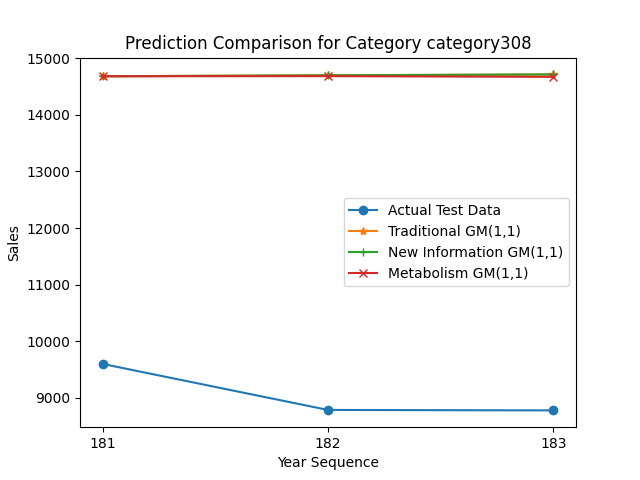 Prediction Comparison for Category category308
15000
14000
13000
12000
11000
10000
9000
Sales
Actual Test Data
Traditional GM(1,1)
New Information GM(1,1)
Metabolism GM(1,1)
181
182
183
Year Sequence